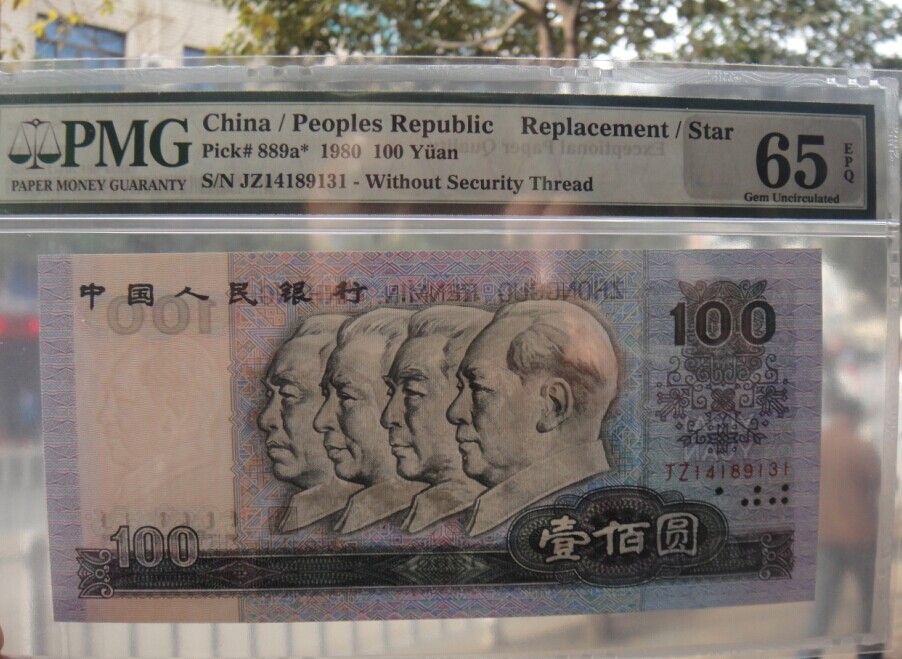 PMG
PAPER MONEY GUARANTY
China / Peoples Republic Replacement / Star
Pick# 889a* 1980 100 Yüan
S/N JZ14189131 - Without Security Thread
65
EPQ
Gem Uncirculated
中国人民银行
100
JZ14189131
100
壹佰圆